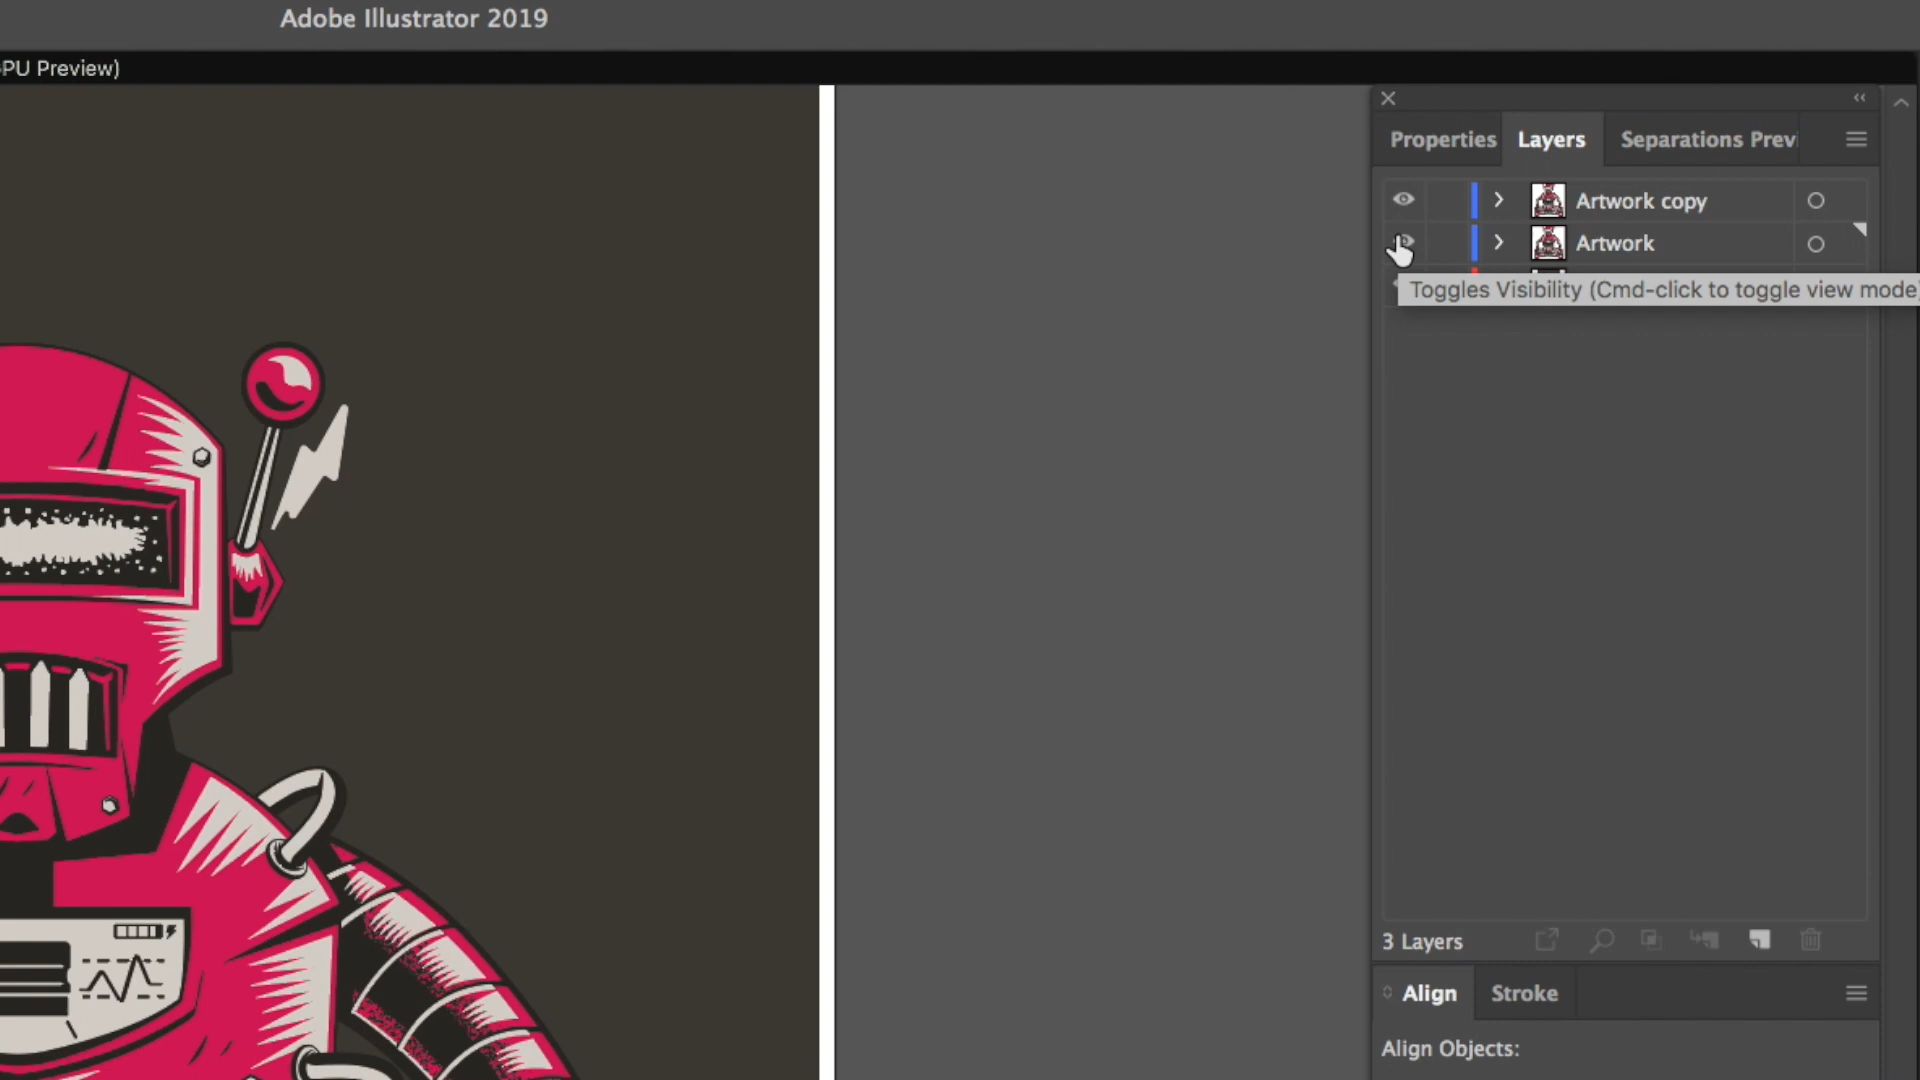 Adobe Illustrator 2019
PU Preview)
Properties
Layers
Separations Previ
Artwork copy
Artwork
Toggles Visibility (Cmd-click to toggle view mode)
3 Layers
Align
Stroke
Align Objects: